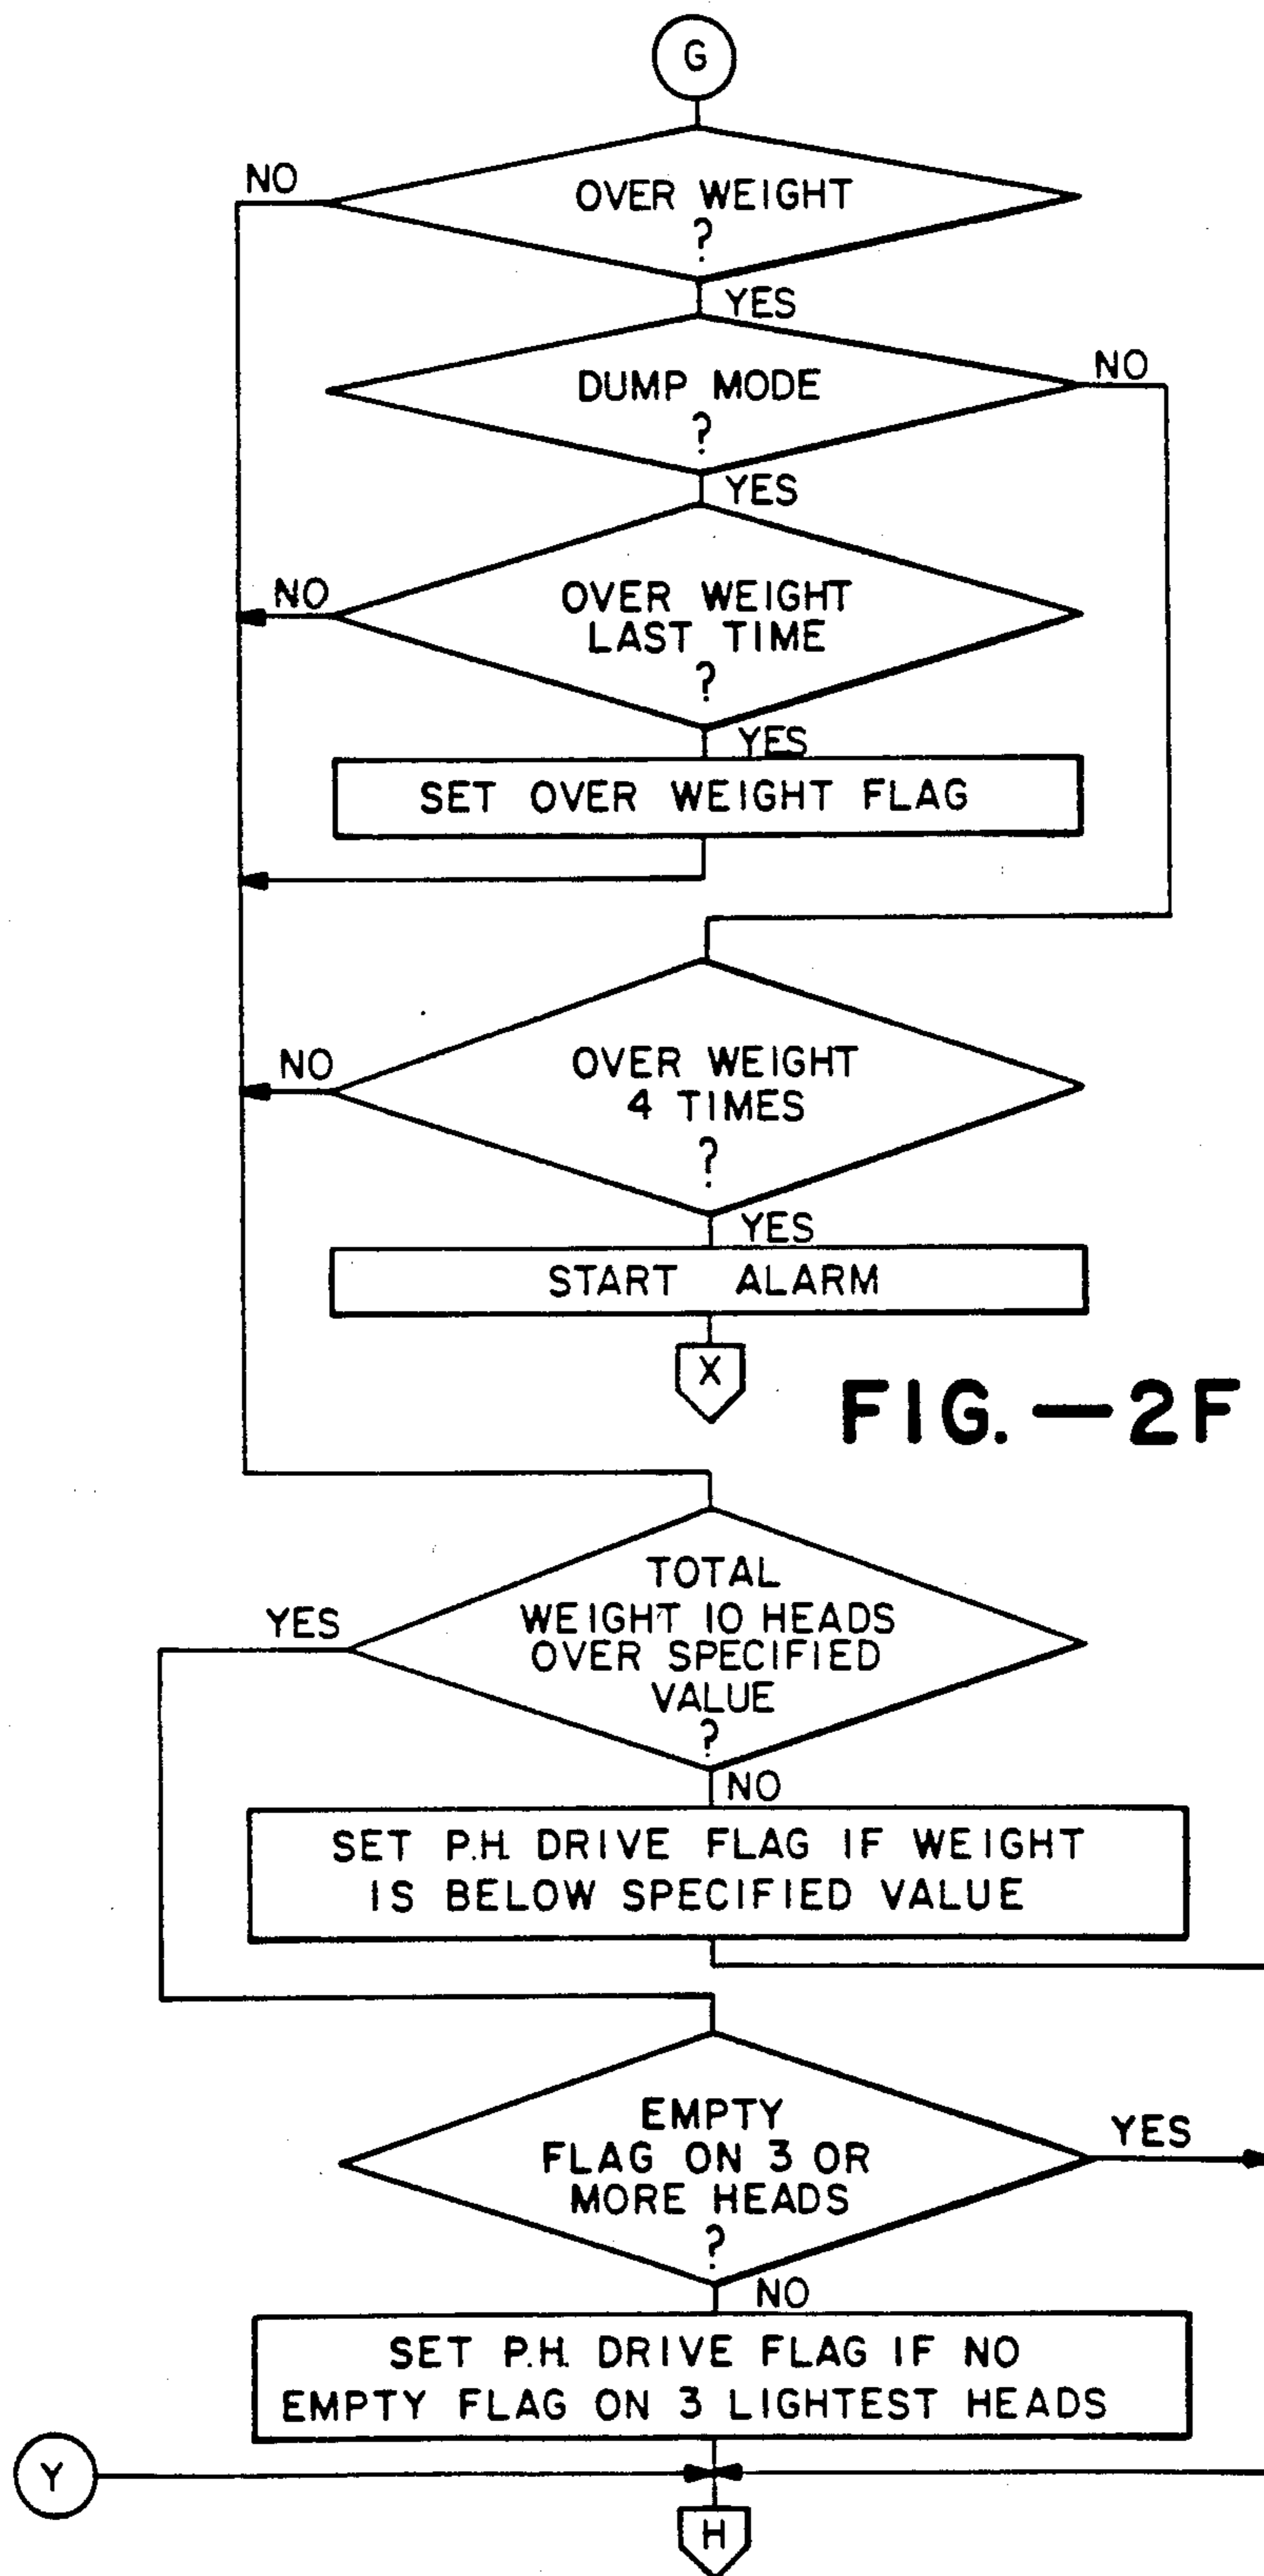 G
OVER WEIGHT
?
NO
YES
DUMP MODE
?
NO
YES
OVER WEIGHT
LAST TIME
?
NO
YES
SET OVER WEIGHT FLAG
OVER WEIGHT
4 TIMES
?
NO
YES
START ALARM
X
FIG.-2F
TOTAL
WEIGHT 10 HEADS
OVER SPECIFIED
VALUE
?
YES
NO
SET P.H. DRIVE FLAG IF WEIGHT
IS BELOW SPECIFIED VALUE
EMPTY
FLAG ON 3 OR
MORE HEADS
?
YES
NO
SET P.H. DRIVE FLAG IF NO
EMPTY FLAG ON 3 LIGHTEST HEADS
Y
H